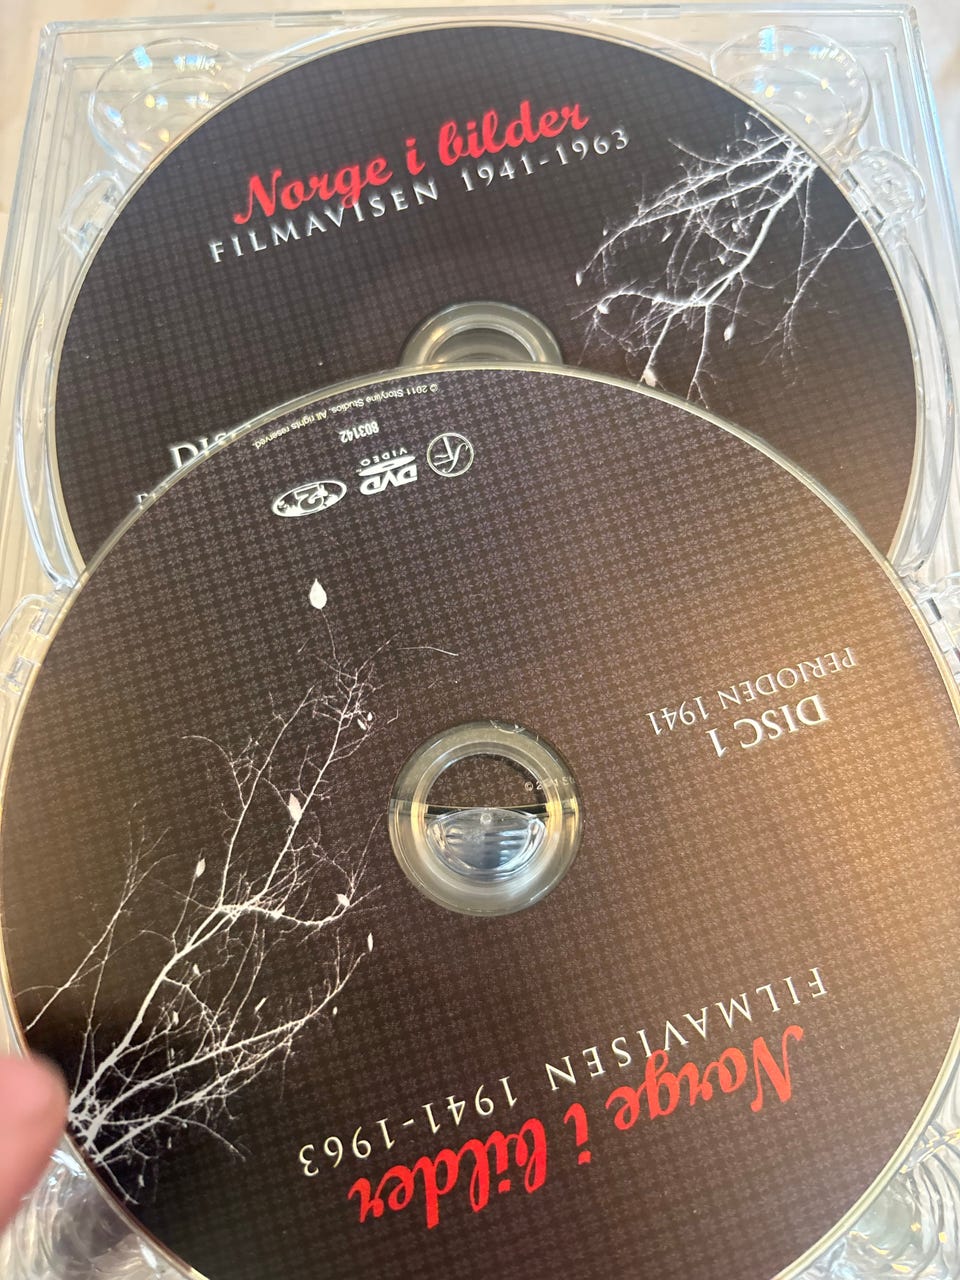 Norge i bilder
FILMAVISEN 1941-1963
Norge i bilder
FILMAVISEN 1941-1963
DISC 1
PERIODEN 1941
DVD
VIDEO
2
803142
© 2011 Storyline Studios. All rights reserved.